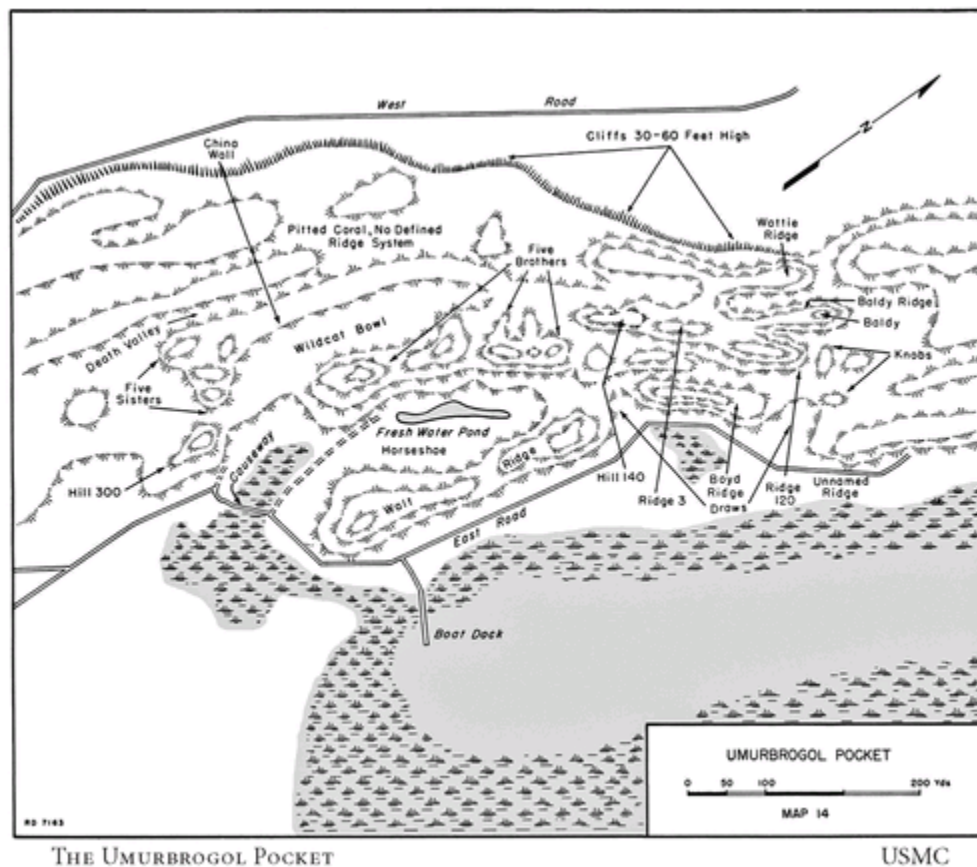 West Road
Cliffs 30-60 Feet High
N
China
Wall
Wattie
Ridge
Pitted Coral, No Defined
Ridge System
Five
Brothers
Baldy Ridge
Baldy
Death Valley
Wildcat Bowl
Knobs
Five
Sisters
Fresh Water Pond
Horseshoe
Causeway
Hill 300
Walt Ridge
Hill 140
Ridge 3
Boyd
Ridge
Draws
Ridge
120
Unnamed
Ridge
East Road
Boat Dock
UMURBROGOL POCKET
0 50 100 200 Yds
MAP 14
RD 7163
THE UMURBROGOL POCKET
USMC